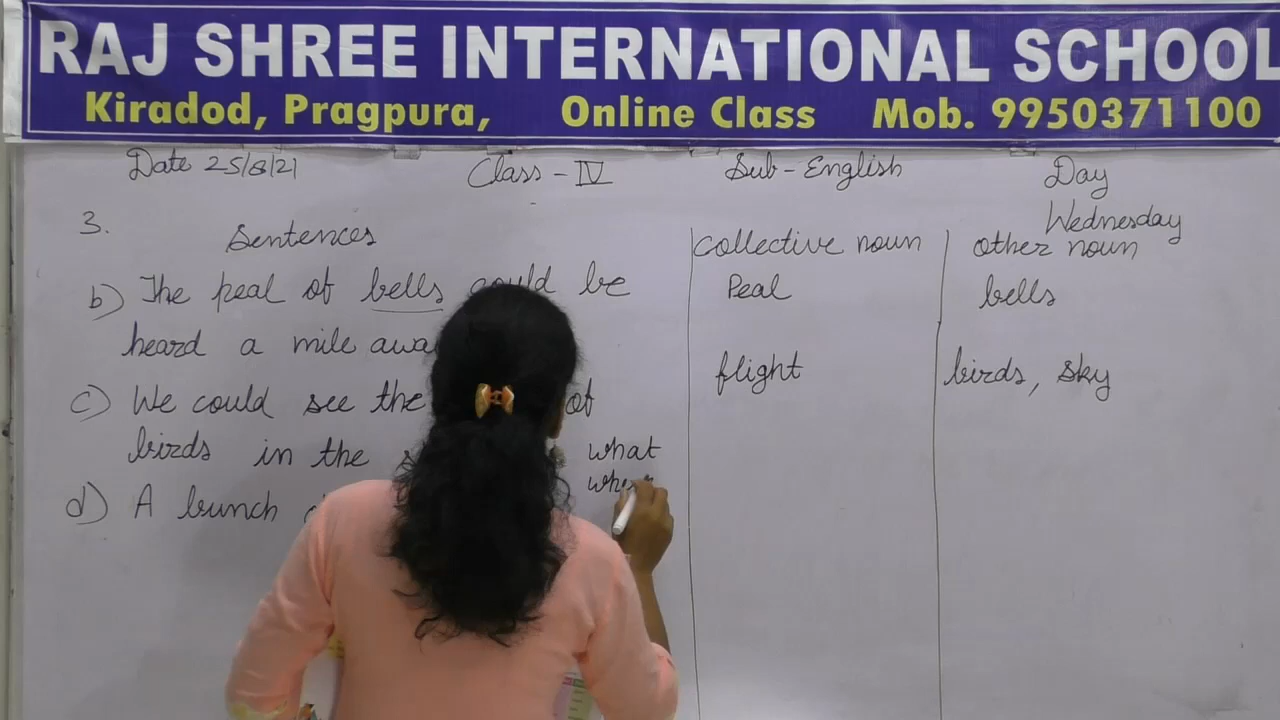 RAJ SHREE INTERNATIONAL SCHOOL
Kiradod, Pragpura, Online Class Mob. 9950371100
Date 25/8/21 Class - IV Sub - English Day
Wednesday
3. Sentences collective noun other noun
b) The peal of bells could be Peal bells
heard a mile
flight birds, sky
c) We could see the of
birds in the
what
d) A bunch